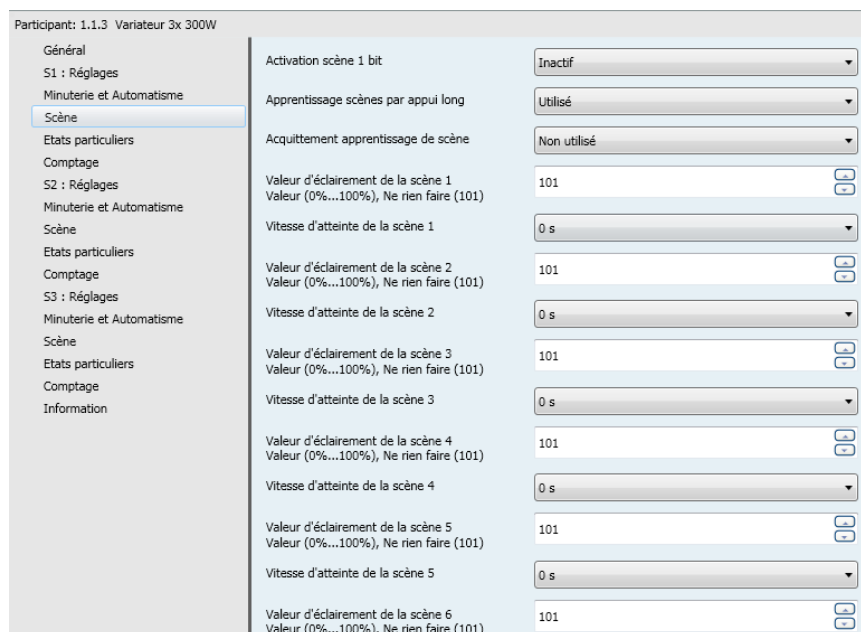 Participant: 1.1.3 Variateur 3x 300W
Général
S1 : Réglages
Minuterie et Automatisme
Scène
Etats particuliers
Comptage
S2 : Réglages
Minuterie et Automatisme
Scène
Etats particuliers
Comptage
S3 : Réglages
Minuterie et Automatisme
Scène
Etats particuliers
Comptage
Information
Activation scène 1 bit
Inactif
Apprentissage scènes par appui long
Utilisé
Acquittement apprentissage de scène
Non utilisé
Valeur d'éclairement de la scène 1
Valeur (0%...100%), Ne rien faire (101)
101
Vitesse d'atteinte de la scène 1
0 s
Valeur d'éclairement de la scène 2
Valeur (0%...100%), Ne rien faire (101)
101
Vitesse d'atteinte de la scène 2
0 s
Valeur d'éclairement de la scène 3
Valeur (0%...100%), Ne rien faire (101)
101
Vitesse d'atteinte de la scène 3
0 s
Valeur d'éclairement de la scène 4
Valeur (0%...100%), Ne rien faire (101)
101
Vitesse d'atteinte de la scène 4
0 s
Valeur d'éclairement de la scène 5
Valeur (0%...100%), Ne rien faire (101)
101
Vitesse d'atteinte de la scène 5
0 s
Valeur d'éclairement de la scène 6
Valeur (0%...100%), Ne rien faire (101)
101